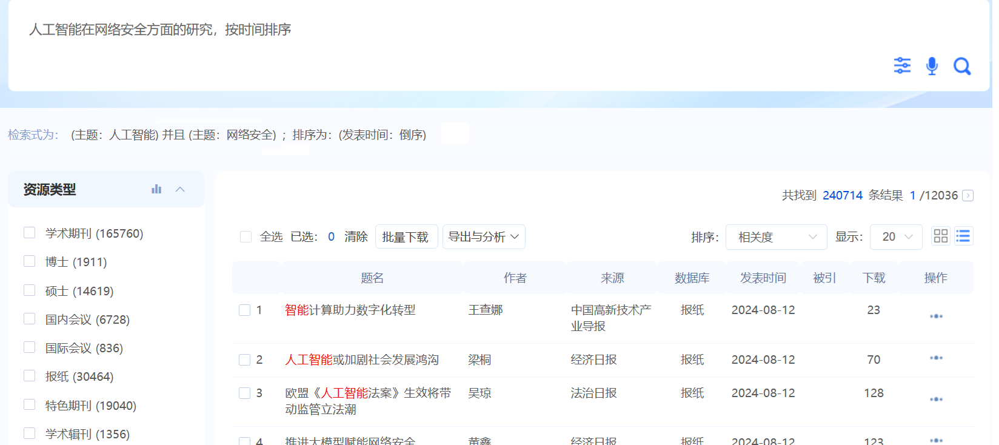 人工智能在网络安全方面的研究，按时间排序
检索式为： (主题：人工智能) 并且 (主题：网络安全) ；排序为：(发表时间：倒序)
资源类型
学术期刊 (165760)
博士 (1911)
硕士 (14619)
国内会议 (6728)
国际会议 (836)
报纸 (30464)
特色期刊 (19040)
学术辑刊 (1356)
共找到 240714 条结果 1 /12036
全选 已选： 0 清除 批量下载 导出与分析 排序： 相关度 显示： 20
题名 作者 来源 数据库 发表时间 被引 下载 操作
1 智能计算助力数字化转型 王查娜 中国高新技术产 报纸 2024-08-12 23
业导报
2 人工智能或加剧社会发展鸿沟 梁桐 经济日报 报纸 2024-08-12 70
3 欧盟《人工智能法案》生效将带 吴琼 法治日报 报纸 2024-08-12 128
动监管立法潮
4 推进大模型赋能网络安全 黄鑫 经济日报 报纸 2024-08-12 123